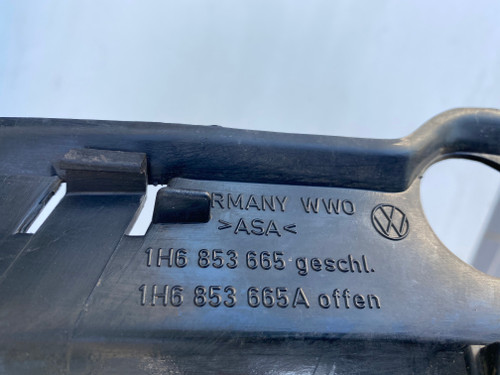 RMANY WWO
>ASA<
1H6 853 665 geschl.
1H6 853 665A offen